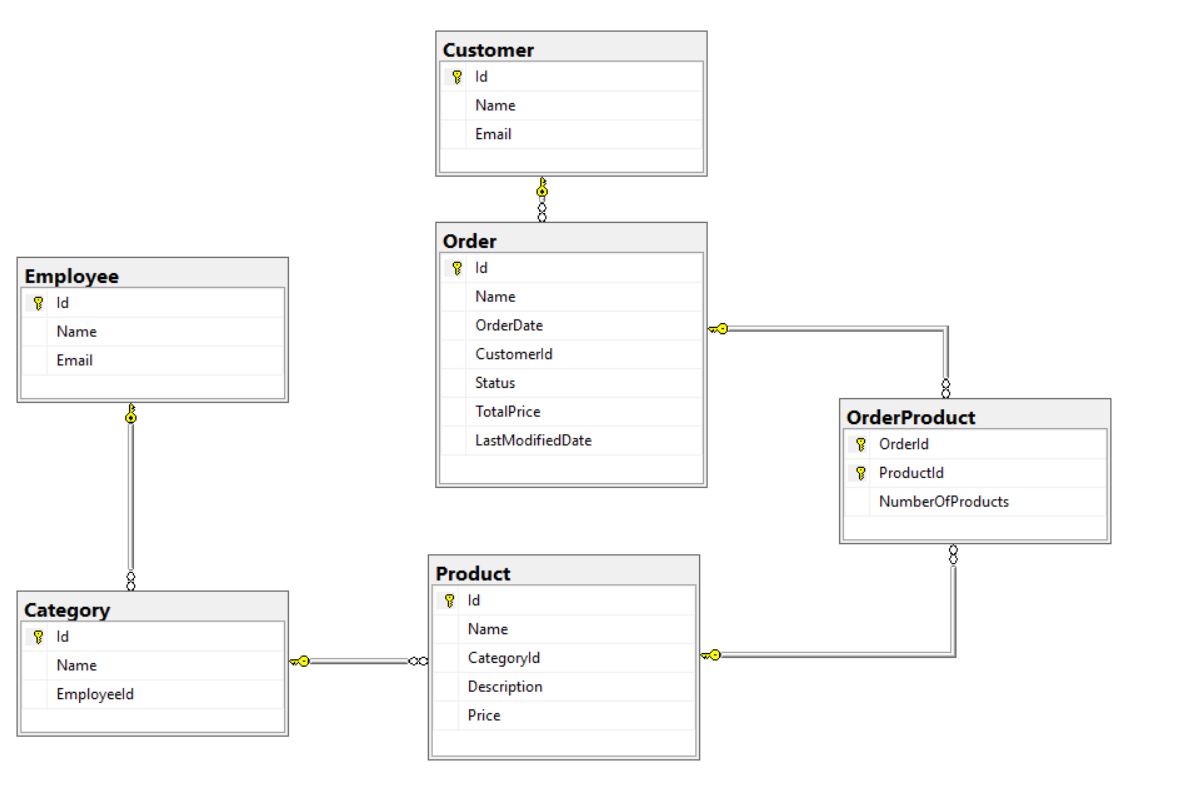 Customer
Id
Name
Email
Order
Id
Name
OrderDate
CustomerId
Status
TotalPrice
LastModifiedDate
Employee
Id
Name
Email
OrderProduct
OrderId
ProductId
NumberOfProducts
Category
Id
Name
EmployeeId
Product
Id
Name
CategoryId
Description
Price